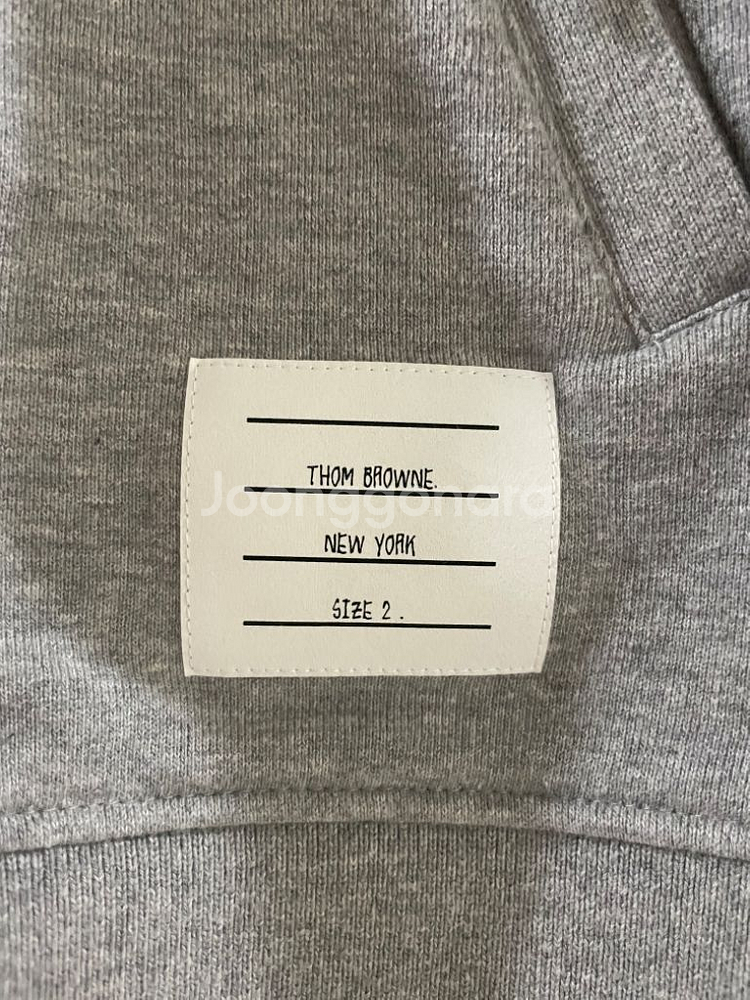 THOM BROWNE.
Joonggonara
NEW YORK
SIZE 2 .